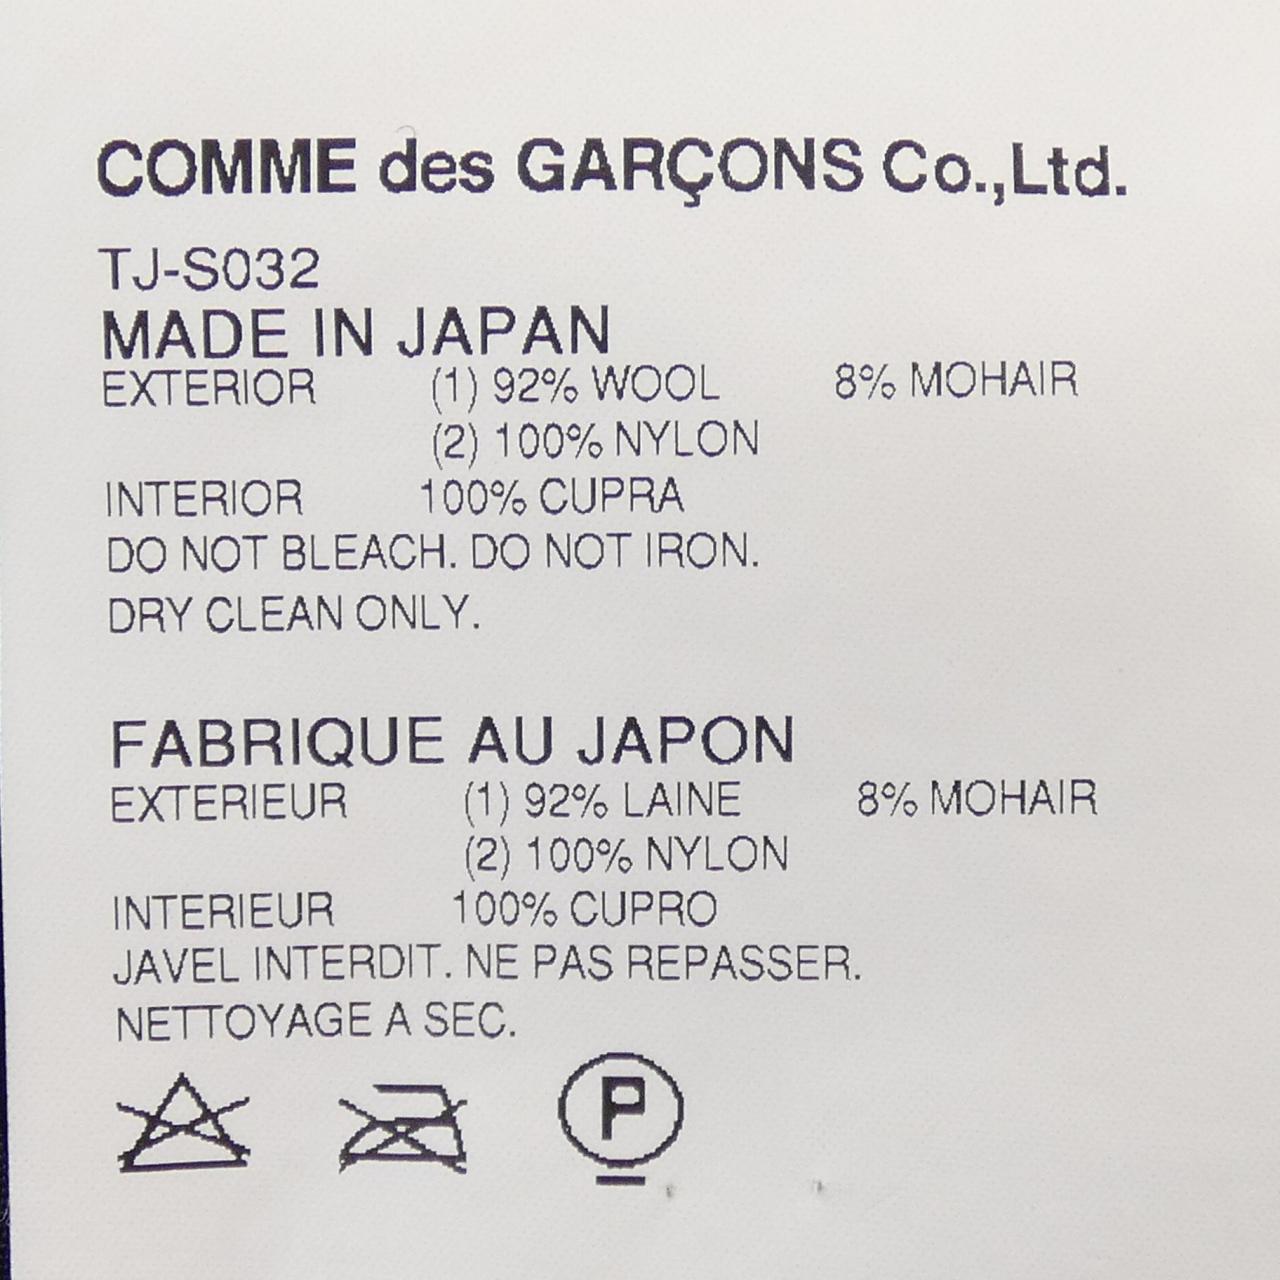 COMME des GARÇONS Co.,Ltd.
TJ-S032
MADE IN JAPAN
EXTERIOR (1) 92% WOOL 8% MOHAIR
(2) 100% NYLON
INTERIOR 100% CUPRA
DO NOT BLEACH. DO NOT IRON.
DRY CLEAN ONLY.
FABRIQUE AU JAPON
EXTERIEUR (1) 92% LAINE 8% MOHAIR
(2) 100% NYLON
INTERIEUR 100% CUPRO
JAVEL INTERDIT. NE PAS REPASSER.
NETTOYAGE A SEC.
P